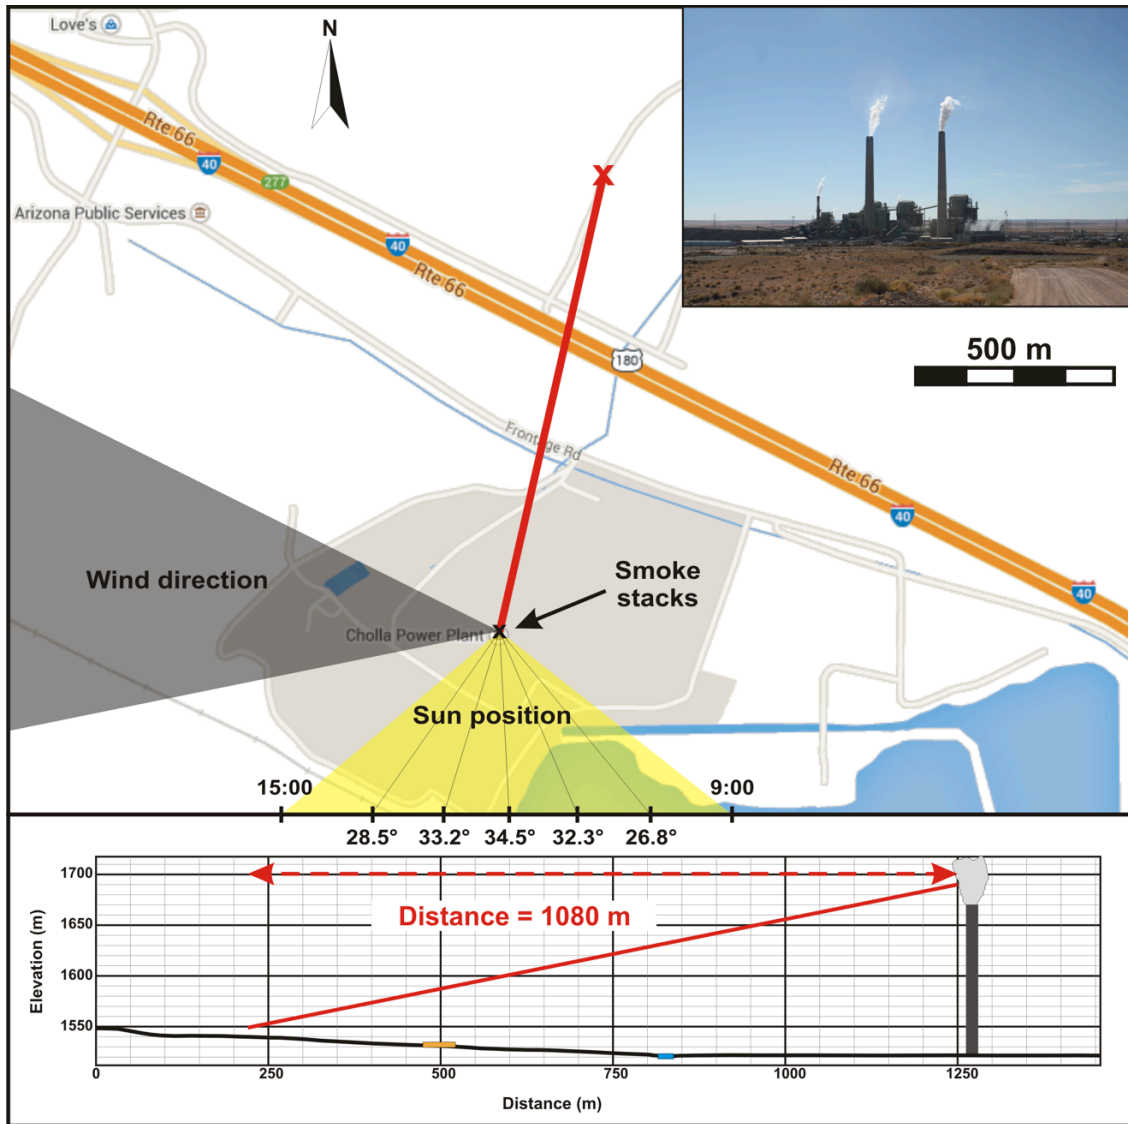 Love's
N
Rte 66
40
277
Arizona Public Services
40
Rte 66
500 m
180
Frontage Rd
Rte 66
40
Wind direction
Smoke
stacks
40
Cholla Power Plant
Sun position
15:00
9:00
28.5°
33.2°
34.5°
32.3°
26.8°
1700
1650
1600
1550
Elevation (m)
Distance = 1080 m
0
250
500
750
1000
1250
Distance (m)